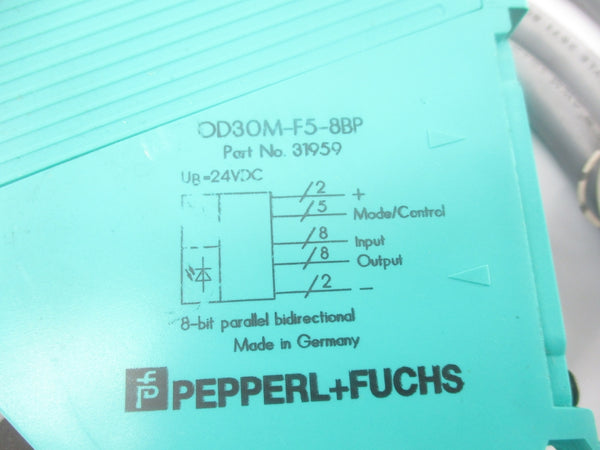 OD30M-F5-8BP
Part No. 31959
UB=24VDC
2 +
5 Mode/Control
8 Input
8 Output
2 -
8-bit parallel bidirectional
Made in Germany
PEPPERL+FUCHS